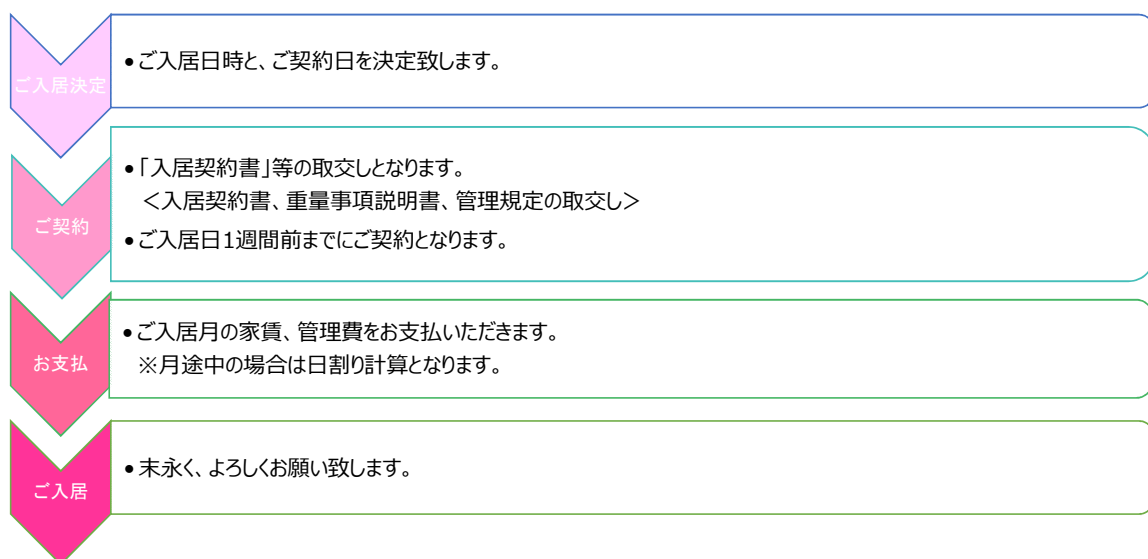 ご入居決定
•ご入居日時と、ご契約日を決定致します。
ご契約
•「入居契約書」等の取交しとなります。
＜入居契約書、重量事項説明書、管理規定の取交し＞
•ご入居日1週間前までにご契約となります。
お支払
•ご入居月の家賃、管理費をお支払いただきます。
※月途中の場合は日割り計算となります。
ご入居
•末永く、よろしくお願い致します。